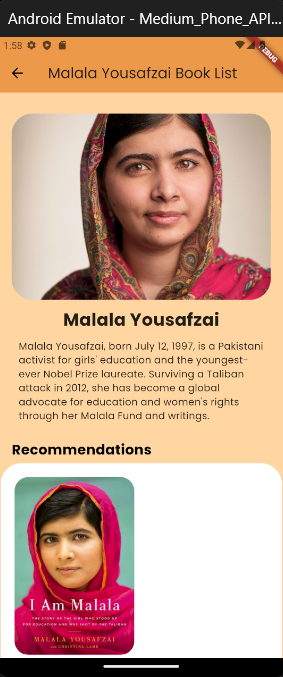 Android Emulator - Medium_Phone_API...
1:58
DEBUG
Malala Yousafzai Book List
Malala Yousafzai
Malala Yousafzai, born July 12, 1997, is a Pakistani
activist for girls' education and the youngest-
ever Nobel Prize laureate. Surviving a Taliban
attack in 2012, she has become a global
advocate for education and women's rights
through her Malala Fund and writings.
Recommendations
I Am Malala
THE STORY OF THE GIRL WHO STOOD UP
FOR EDUCATION AND WAS SHOT BY THE TALIBAN
MALALA YOUSAFZAI
WITH CHRISTINA LAMB